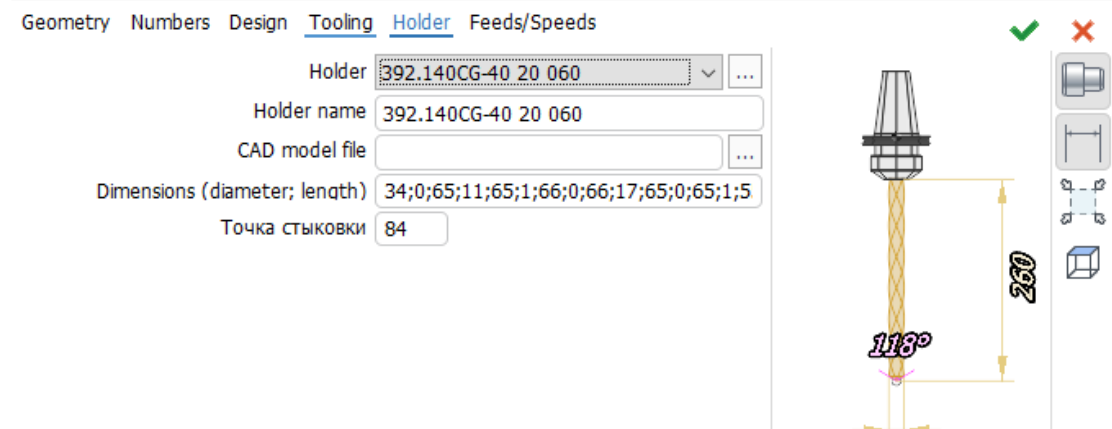 Geometry Numbers Design Tooling Holder Feeds/Speeds
Holder 392.140CG-40 20 060 ...
Holder name 392.140CG-40 20 060
CAD model file ...
Dimensions (diameter; length) 34;0;65;11;65;1;66;0;66;17;65;0;65;1;5
Точка стыковки 84
260
118°